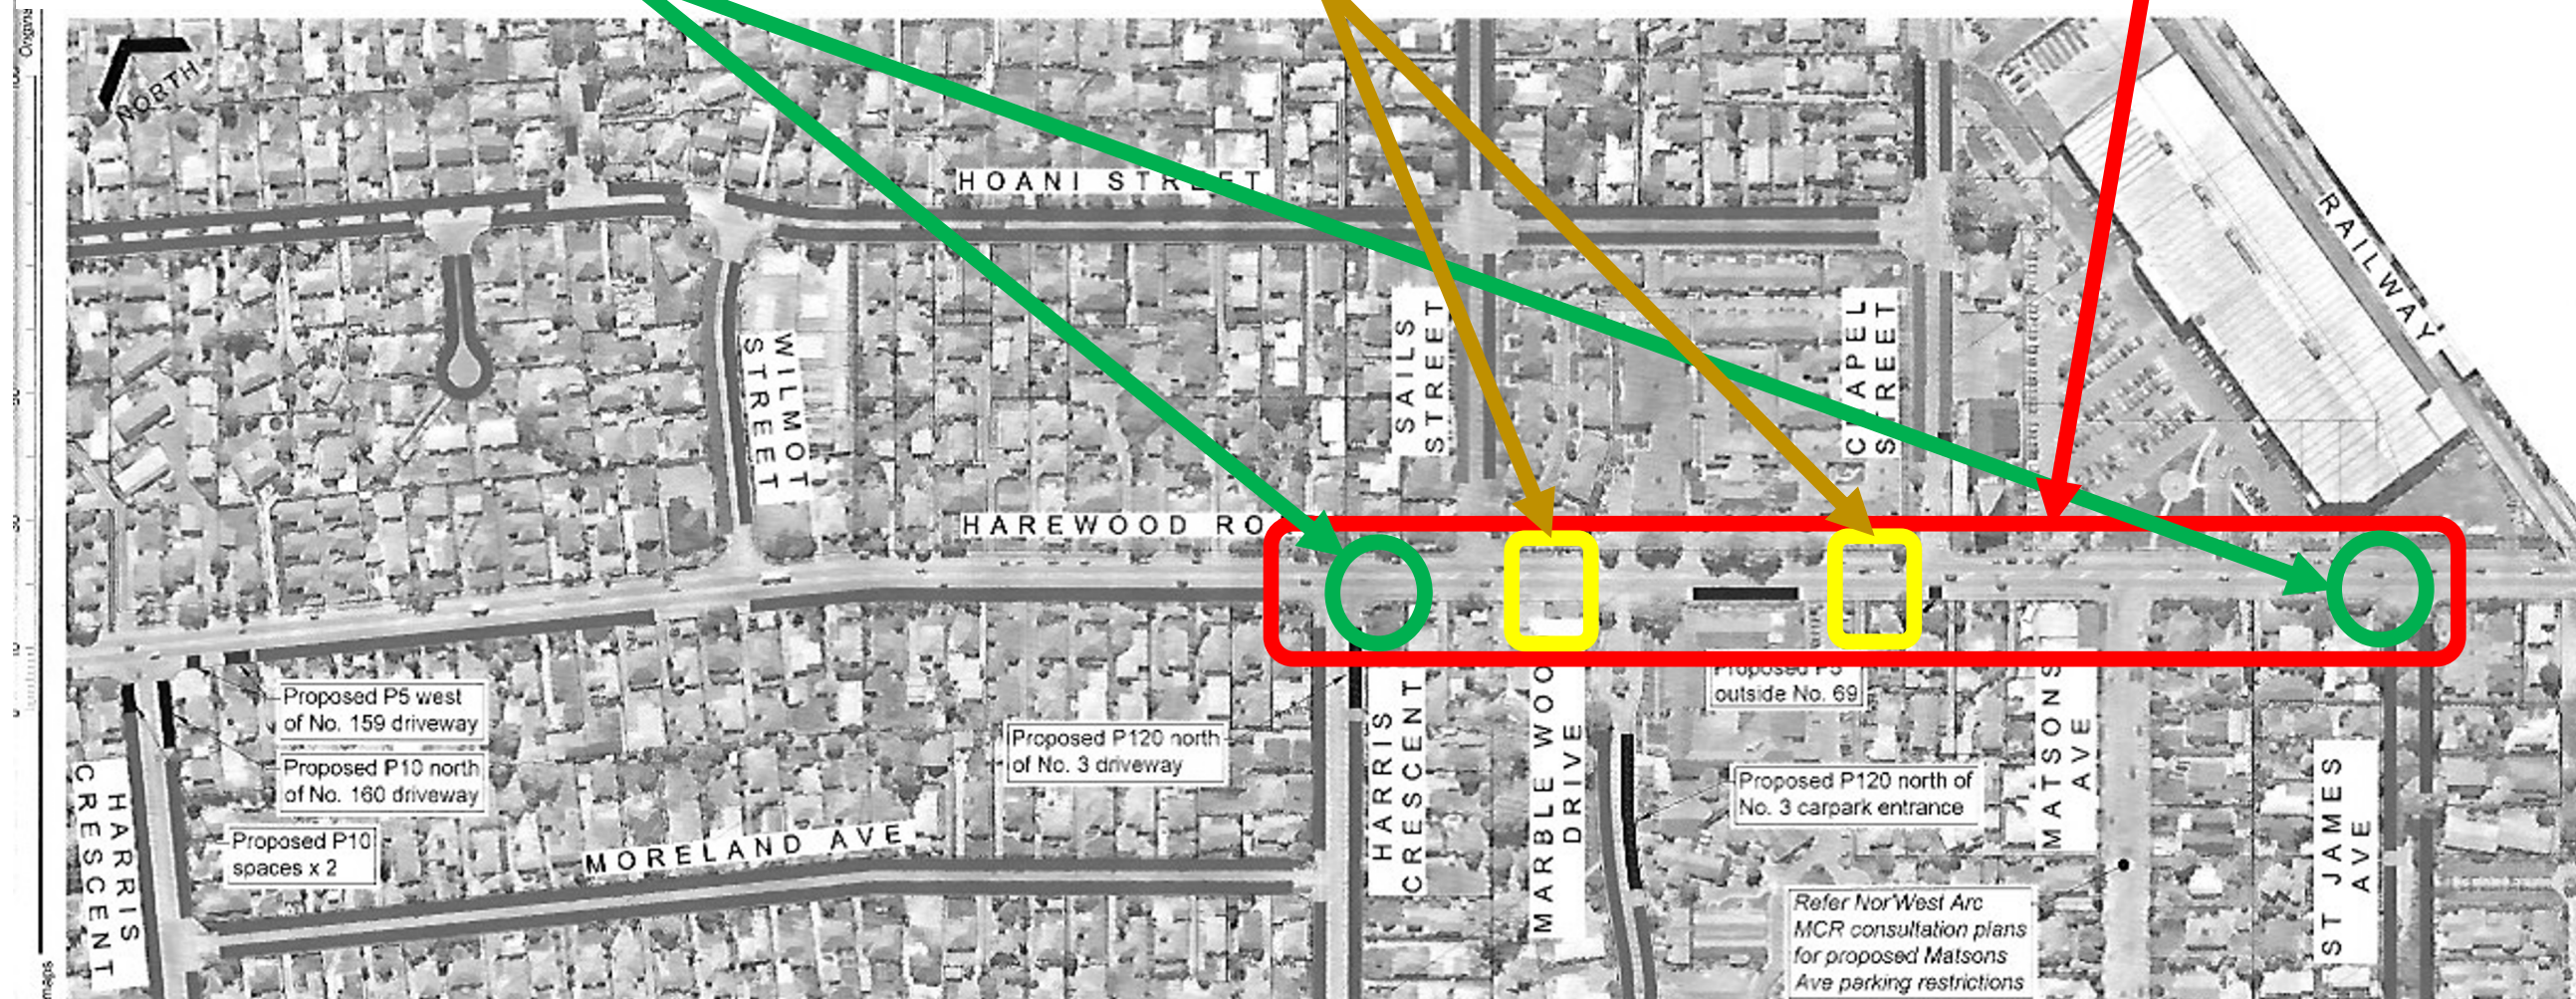 NORTH
HOANI STREET
RAILWAY
WILMOT
STREET
SAILS
STREET
CHAPEL
STREET
HAREWOOD RO
Proposed P5 west
of No. 159 driveway
Proposed P10 north
of No. 160 driveway
Proposed P10
spaces x 2
HARRIS
CRESCENT
MORELAND AVE
Proposed P120 north
of No. 3 driveway
HARRIS
CRESCENT
MARBLE WOO
DRIVE
Proposed P5
outside No. 69
Proposed P120 north of
No. 3 carpark entrance
MATSONS
AVE
Refer Nor'West Arc
MCR consultation plans
for proposed Matsons
Ave parking restrictions
ST JAMES
AVE
maps